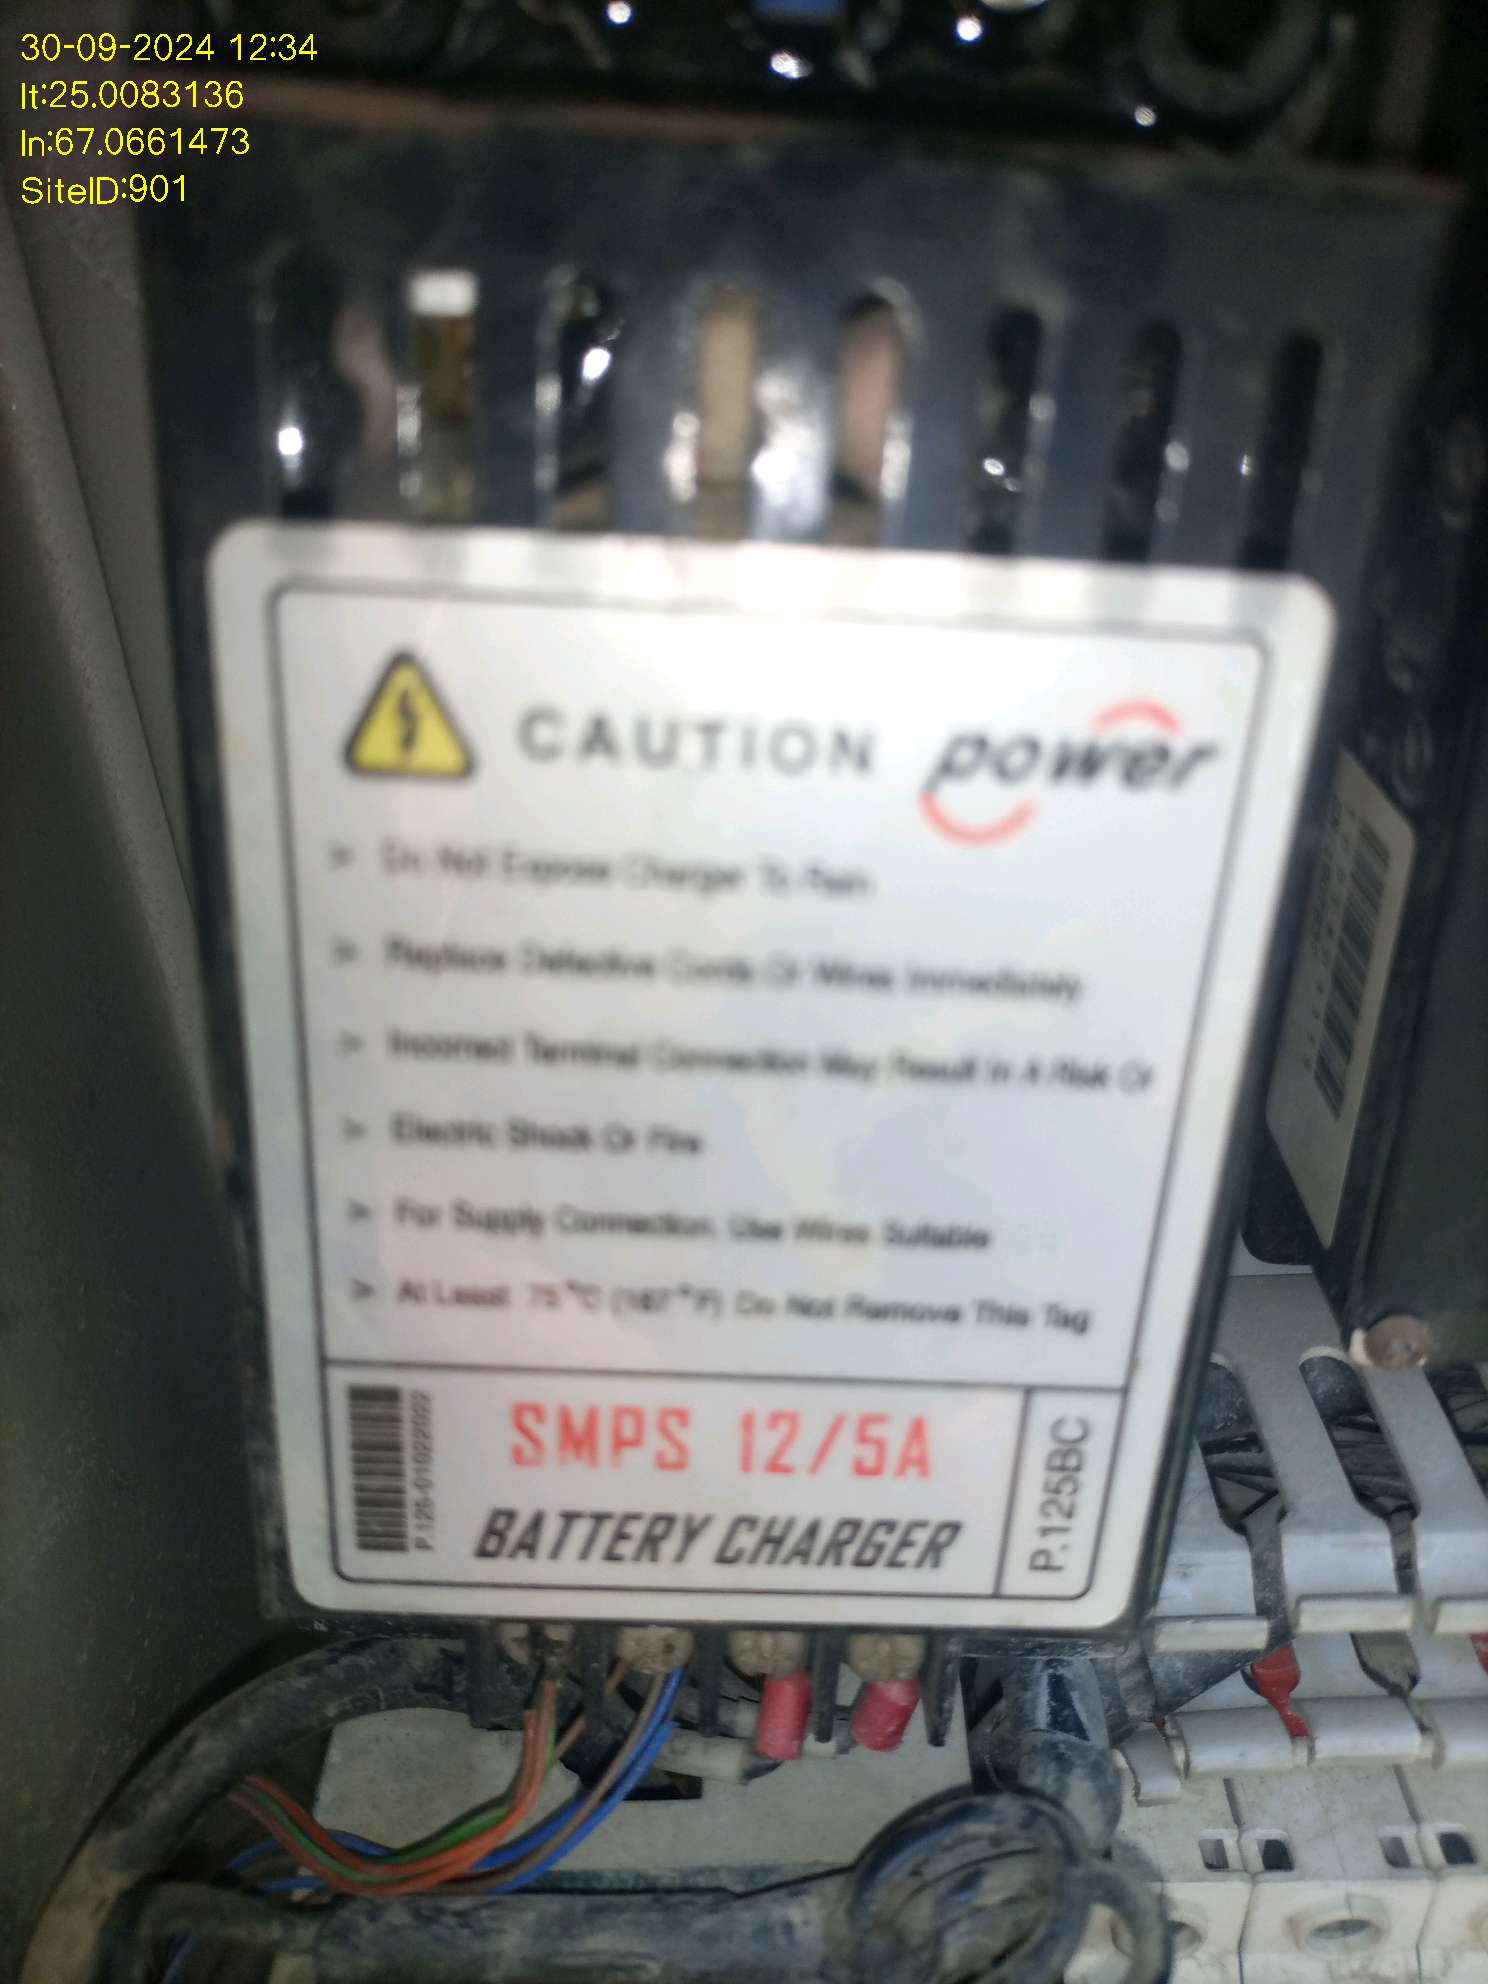 30-09-2024 12:34
lt:25.0083136
ln:67.0661473
SiteID:901
CAUTION power
> Do Not Expose Charger To Rain
> Replace Defective Cords Or Wires Immediately
> Incorrect Terminal Connection May Result In A Risk Or
> Electric Shock Or Fire
> For Supply Connection, Use Wires Suitable
> At Least 75°C (167°F) Do Not Remove This Tag
P.125-01022022
SMPS 12/5A
BATTERY CHARGER
P.125BC